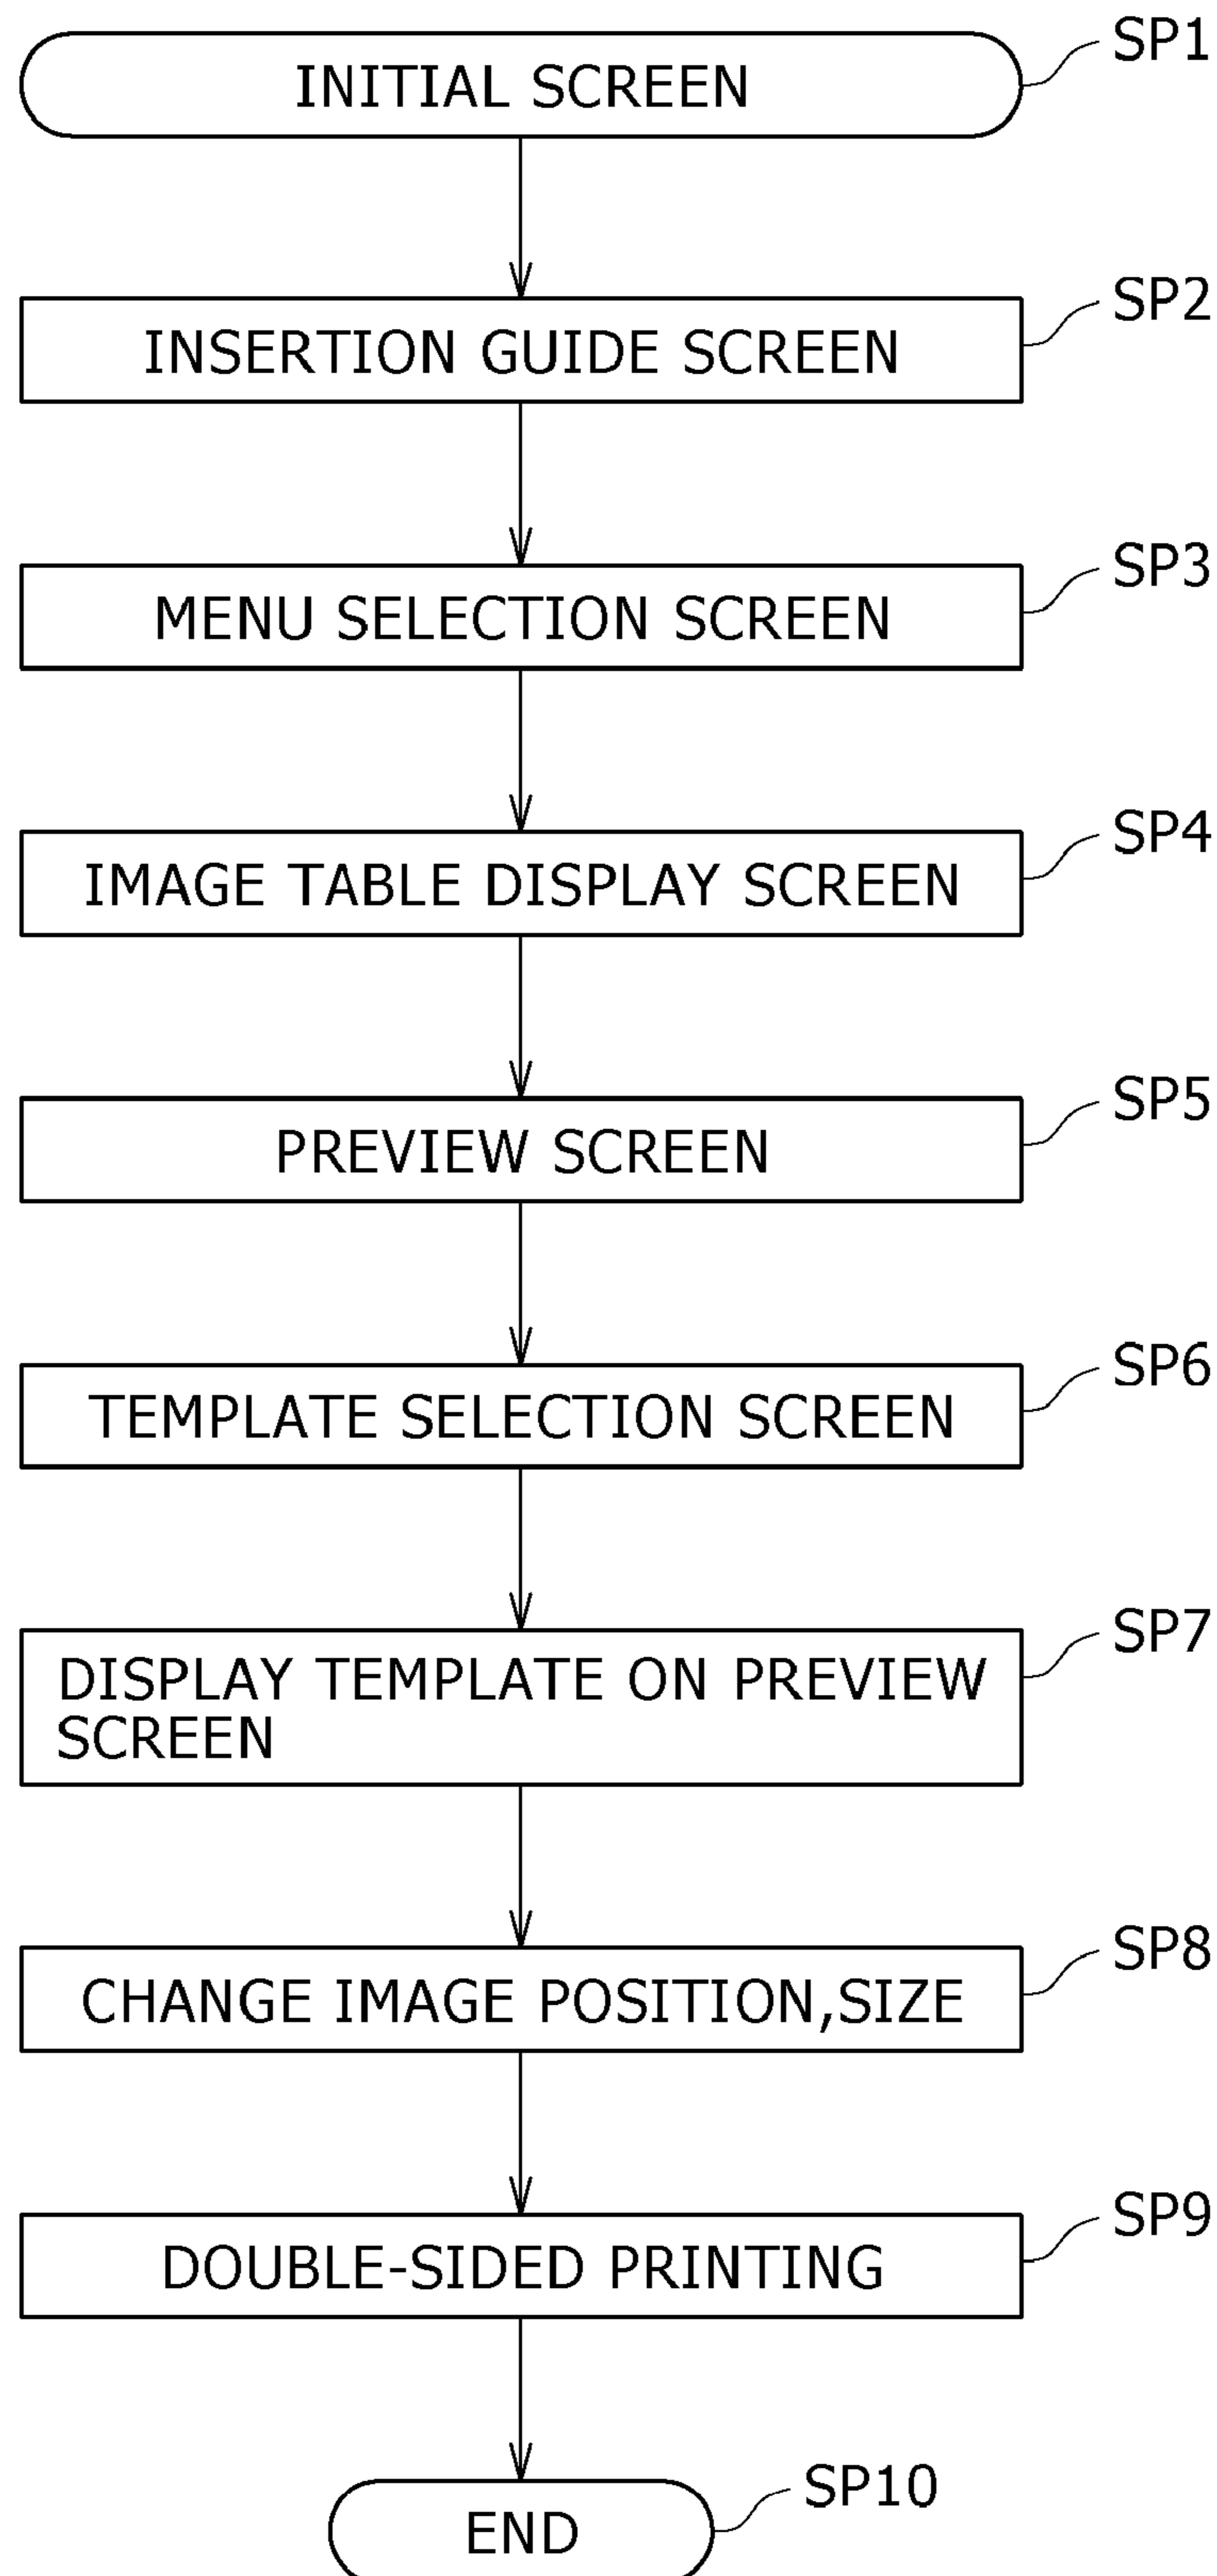 INITIAL SCREEN
SP1
INSERTION GUIDE SCREEN
SP2
MENU SELECTION SCREEN
SP3
IMAGE TABLE DISPLAY SCREEN
SP4
PREVIEW SCREEN
SP5
TEMPLATE SELECTION SCREEN
SP6
DISPLAY TEMPLATE ON PREVIEW
SCREEN
SP7
CHANGE IMAGE POSITION,SIZE
SP8
DOUBLE-SIDED PRINTING
SP9
END
SP10